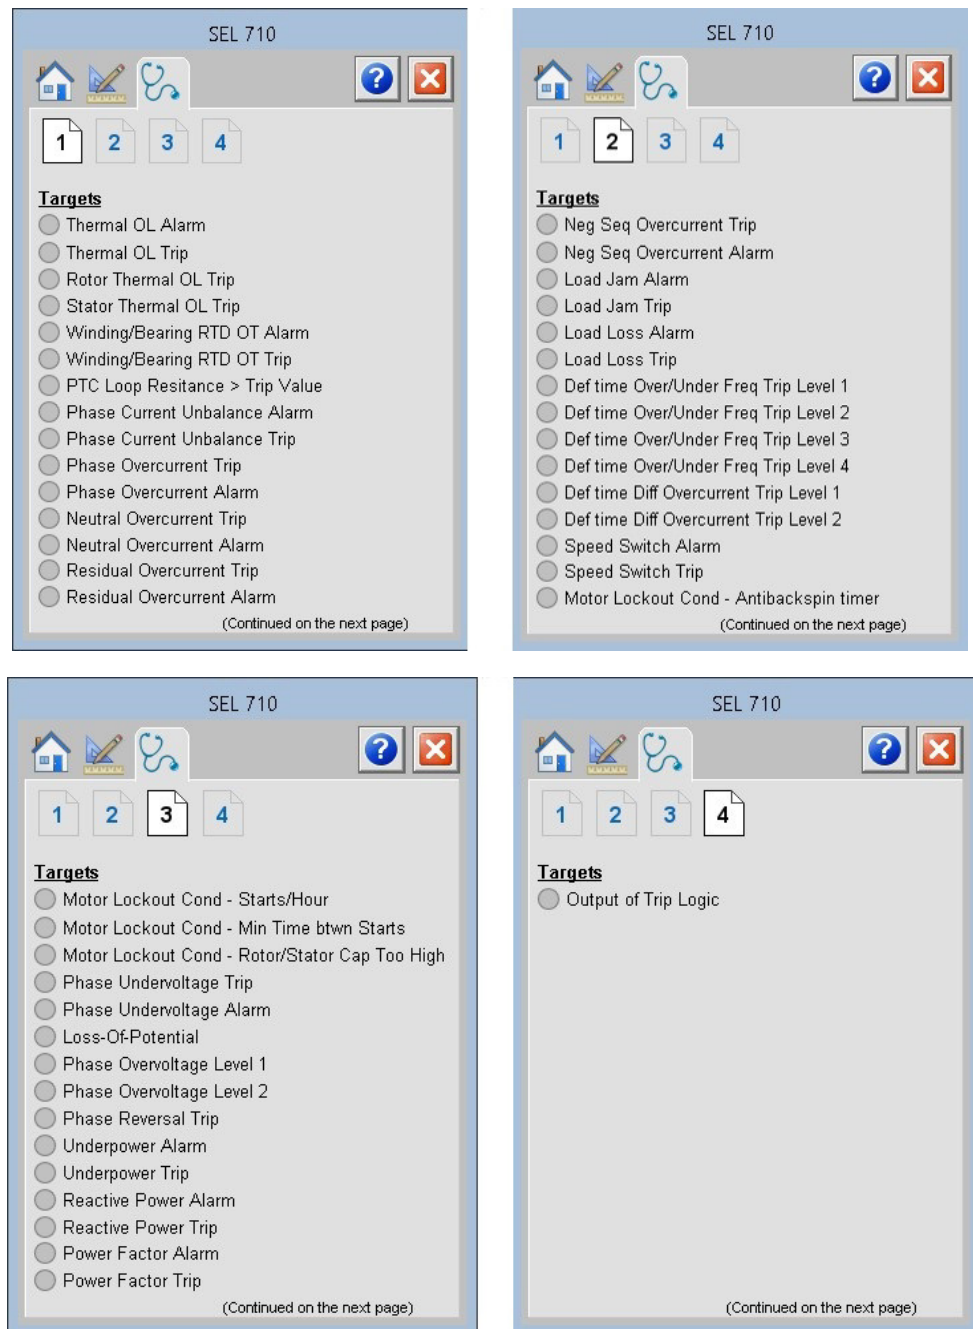 SEL 710
?
1 2 3 4
Targets
Thermal OL Alarm
Thermal OL Trip
Rotor Thermal OL Trip
Stator Thermal OL Trip
Winding/Bearing RTD OT Alarm
Winding/Bearing RTD OT Trip
PTC Loop Resitance > Trip Value
Phase Current Unbalance Alarm
Phase Current Unbalance Trip
Phase Overcurrent Trip
Phase Overcurrent Alarm
Neutral Overcurrent Trip
Neutral Overcurrent Alarm
Residual Overcurrent Trip
Residual Overcurrent Alarm
(Continued on the next page)
SEL 710
?
1 2 3 4
Targets
Neg Seq Overcurrent Trip
Neg Seq Overcurrent Alarm
Load Jam Alarm
Load Jam Trip
Load Loss Alarm
Load Loss Trip
Def time Over/Under Freq Trip Level 1
Def time Over/Under Freq Trip Level 2
Def time Over/Under Freq Trip Level 3
Def time Over/Under Freq Trip Level 4
Def time Diff Overcurrent Trip Level 1
Def time Diff Overcurrent Trip Level 2
Speed Switch Alarm
Speed Switch Trip
Motor Lockout Cond - Antibackspin timer
(Continued on the next page)
SEL 710
?
1 2 3 4
Targets
Motor Lockout Cond - Starts/Hour
Motor Lockout Cond - Min Time btwn Starts
Motor Lockout Cond - Rotor/Stator Cap Too High
Phase Undervoltage Trip
Phase Undervoltage Alarm
Loss-Of-Potential
Phase Overvoltage Level 1
Phase Overvoltage Level 2
Phase Reversal Trip
Underpower Alarm
Underpower Trip
Reactive Power Alarm
Reactive Power Trip
Power Factor Alarm
Power Factor Trip
(Continued on the next page)
SEL 710
?
1 2 3 4
Targets
Output of Trip Logic
(Continued on the next page)